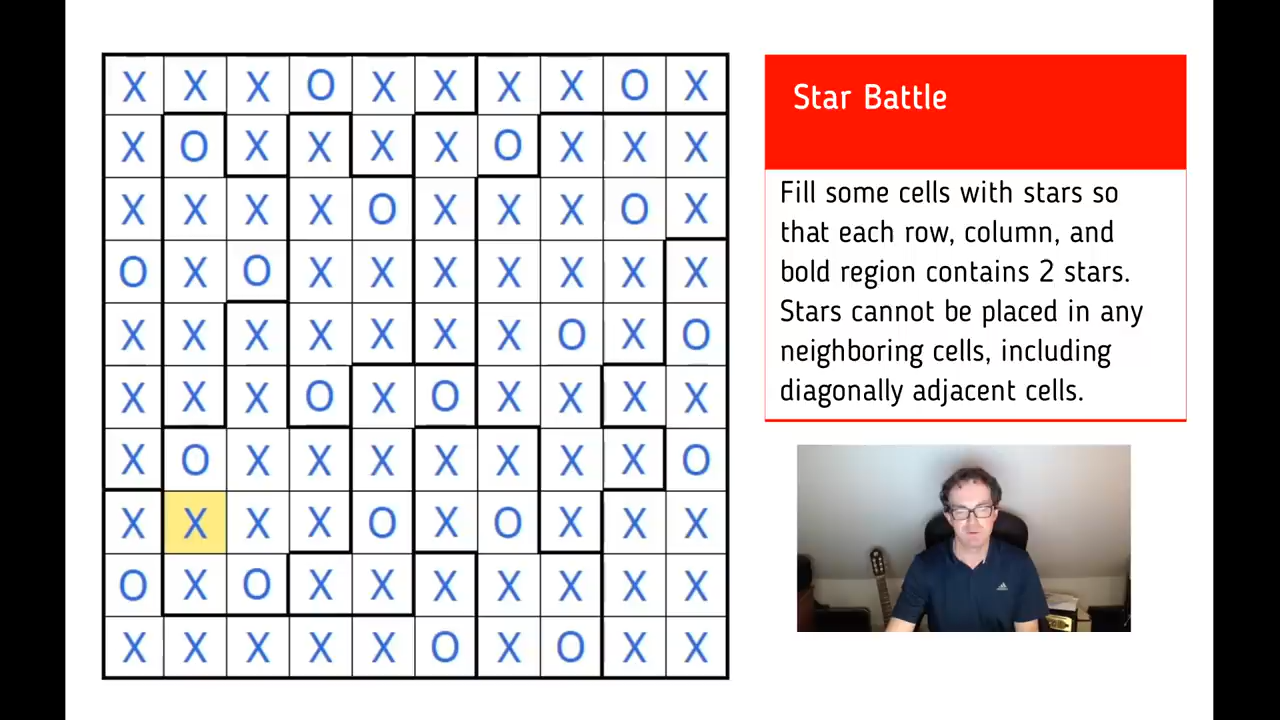 X X X O X X X X O X
X O X X X X O X X X
X X X X O X X X O X
O X O X X X X X X X
X X X X X X X O X O
X X X O X O X X X X
X O X X X X X X X O
X X X X O X O X X X
O X O X X X X X X X
X X X X X O X O X X
Star Battle
Fill some cells with stars so
that each row, column, and
bold region contains 2 stars.
Stars cannot be placed in any
neighboring cells, including
diagonally adjacent cells.